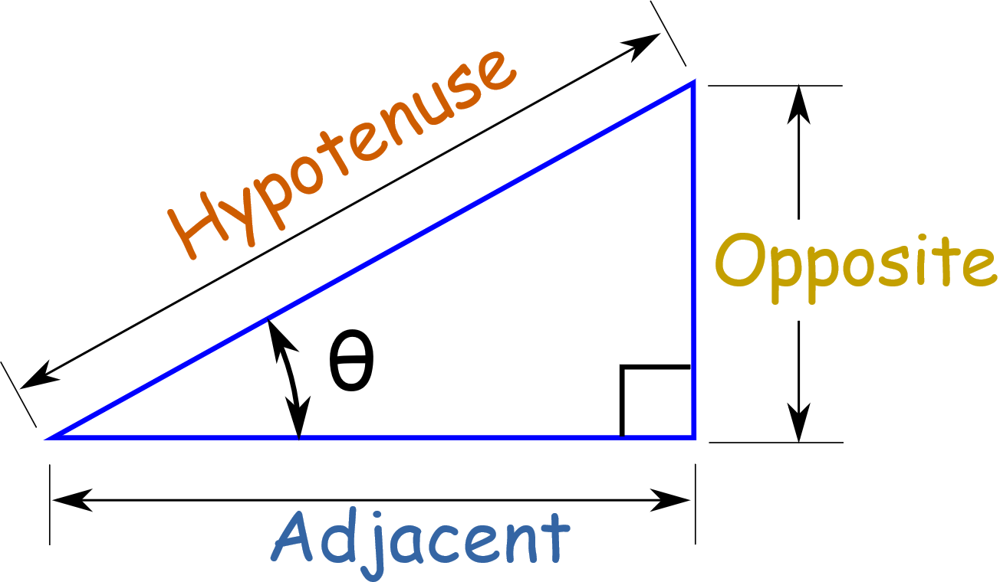 Hypotenuse
Opposite
θ
Adjacent